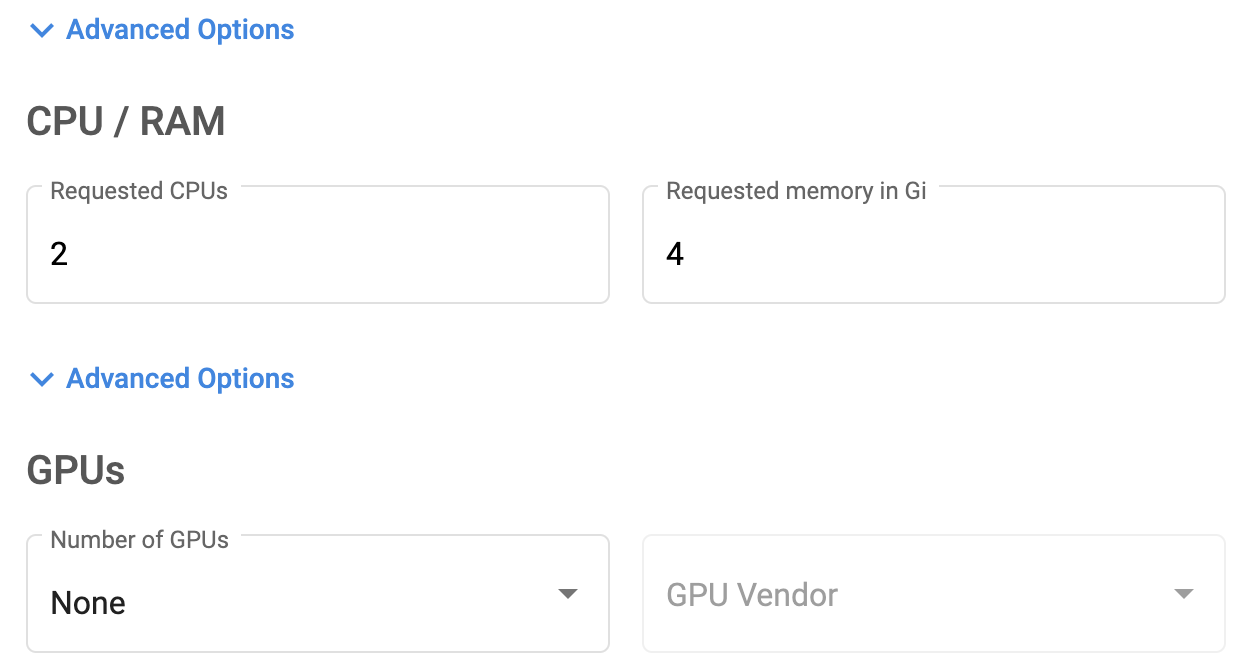 Advanced Options
CPU / RAM
Requested CPUs
2
Requested memory in Gi
4
Advanced Options
GPUs
Number of GPUs
None
GPU Vendor